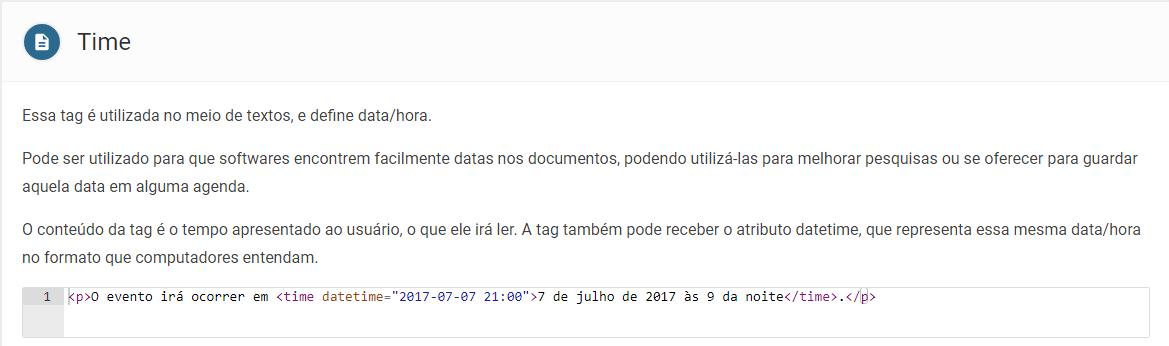 Time
Essa tag é utilizada no meio de textos, e define data/hora.
Pode ser utilizado para que softwares encontrem facilmente datas nos documentos, podendo utilizá-las para melhorar pesquisas ou se oferecer para guardar
aquela data em alguma agenda.
O conteúdo da tag é o tempo apresentado ao usuário, o que ele irá ler. A tag também pode receber o atributo datetime, que representa essa mesma data/hora
no formato que computadores entendam.
1 <p>O evento irá ocorrer em <time datetime="2017-07-07 21:00">7 de julho de 2017 às 9 da noite</time>.</p>